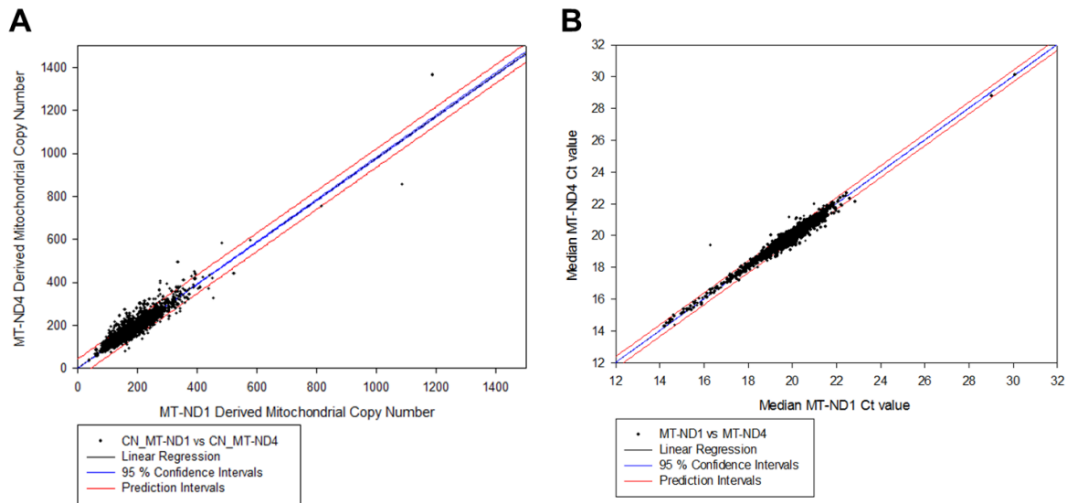 A
MT-ND4 Derived Mitochondrial Copy Number
1400
1200
1000
800
600
400
200
0
0 200 400 600 800 1000 1200 1400
MT-ND1 Derived Mitochondrial Copy Number
CN_MT-ND1 vs CN_MT-ND4
Linear Regression
95 % Confidence Intervals
Prediction Intervals
B
Median MT-ND4 Ct value
32
30
28
26
24
22
20
18
16
14
12
12 14 16 18 20 22 24 26 28 30 32
Median MT-ND1 Ct value
MT-ND1 vs MT-ND4
Linear Regression
95 % Confidence Intervals
Prediction Intervals